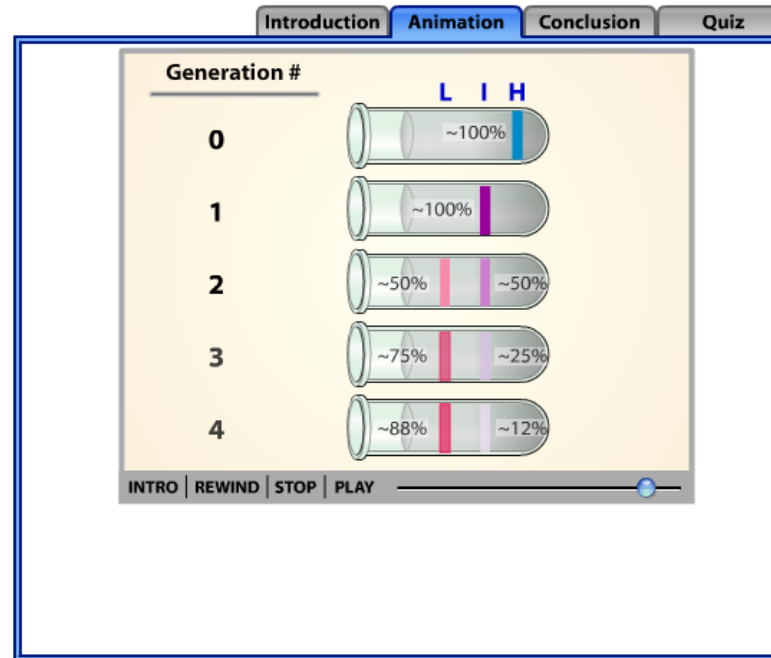 Introduction Animation Conclusion Quiz
Generation #
L I H
0 ~100%
1 ~100%
2 ~50% ~50%
3 ~75% ~25%
4 ~88% ~12%
INTRO | REWIND | STOP | PLAY